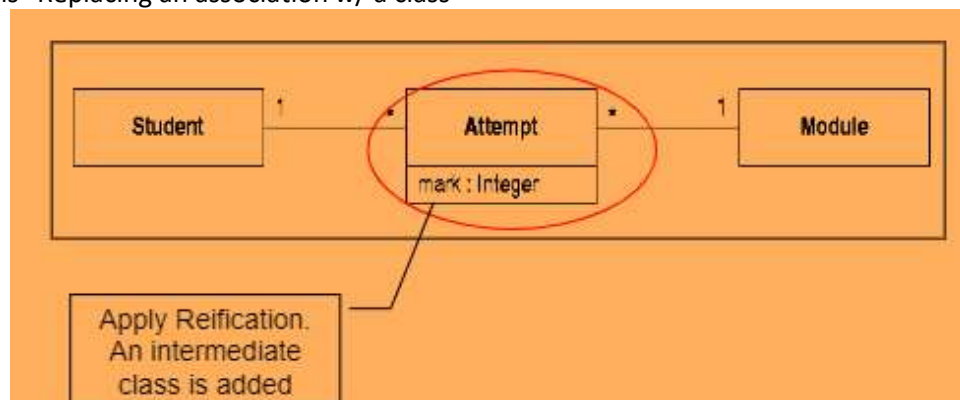 Student
1
*
Attempt
*
1
Module
mark : Integer
Apply Reification.
An intermediate
class is added